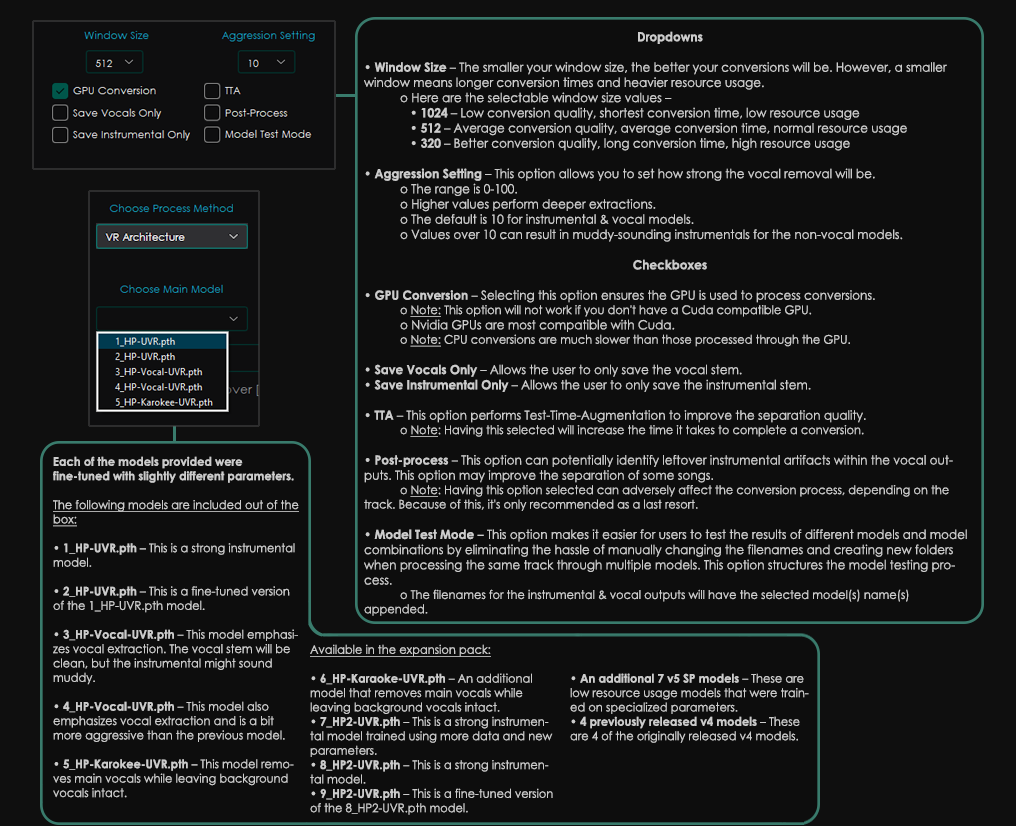 Window Size
Aggression Setting
512
10
GPU Conversion
TTA
Save Vocals Only
Post-Process
Save Instrumental Only
Model Test Mode
Choose Process Method
VR Architecture
Choose Main Model
1_HP-UVR.pth
2_HP-UVR.pth
3_HP-Vocal-UVR.pth
4_HP-Vocal-UVR.pth
5_HP-Karokee-UVR.pth
over [
Dropdowns
• Window Size – The smaller your window size, the better your conversions will be. However, a smaller
window means longer conversion times and heavier resource usage.
o Here are the selectable window size values –
• 1024 – Low conversion quality, shortest conversion time, low resource usage
• 512 – Average conversion quality, average conversion time, normal resource usage
• 320 – Better conversion quality, long conversion time, high resource usage
• Aggression Setting – This option allows you to set how strong the vocal removal will be.
o The range is 0-100.
o Higher values perform deeper extractions.
o The default is 10 for instrumental & vocal models.
o Values over 10 can result in muddy-sounding instrumentals for the non-vocal models.
Checkboxes
• GPU Conversion – Selecting this option ensures the GPU is used to process conversions.
o Note: This option will not work if you don't have a Cuda compatible GPU.
o Nvidia GPUs are most compatible with Cuda.
o Note: CPU conversions are much slower than those processed through the GPU.
• Save Vocals Only – Allows the user to only save the vocal stem.
• Save Instrumental Only – Allows the user to only save the instrumental stem.
• TTA – This option performs Test-Time-Augmentation to improve the separation quality.
o Note: Having this selected will increase the time it takes to complete a conversion.
• Post-process – This option can potentially identify leftover instrumental artifacts within the vocal out-
puts. This option may improve the separation of some songs.
o Note: Having this option selected can adversely affect the conversion process, depending on the
track. Because of this, it's only recommended as a last resort.
• Model Test Mode – This option makes it easier for users to test the results of different models and model
combinations by eliminating the hassle of manually changing the filenames and creating new folders
when processing the same track through multiple models. This option structures the model testing pro-
cess.
o The filenames for the instrumental & vocal outputs will have the selected model(s) name(s)
appended.
Each of the models provided were
fine-tuned with slightly different parameters.
The following models are included out of the
box:
• 1_HP-UVR.pth – This is a strong instrumental
model.
• 2_HP-UVR.pth – This is a fine-tuned version
of the 1_HP-UVR.pth model.
• 3_HP-Vocal-UVR.pth – This model emphasi-
zes vocal extraction. The vocal stem will be
clean, but the instrumental might sound
muddy.
• 4_HP-Vocal-UVR.pth – This model also
emphasizes vocal extraction and is a bit
more aggressive than the previous model.
• 5_HP-Karokee-UVR.pth – This model remo-
ves main vocals while leaving background
vocals intact.
Available in the expansion pack:
• 6_HP-Karaoke-UVR.pth – An additional
model that removes main vocals while
leaving background vocals intact.
• 7_HP2-UVR.pth – This is a strong instrumen-
tal model trained using more data and new
parameters.
• 8_HP2-UVR.pth – This is a strong instrumen-
tal model.
• 9_HP2-UVR.pth – This is a fine-tuned version
of the 8_HP2-UVR.pth model.
• An additional 7 v5 SP models – These are
low resource usage models that were train-
ed on specialized parameters.
• 4 previously released v4 models – These
are 4 of the originally released v4 models.